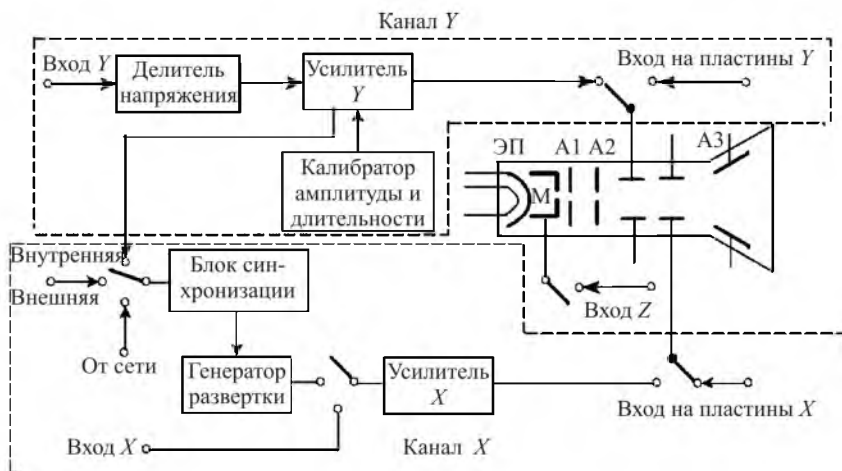 Канал Y
Вход Y
Делитель
напряжения
Усилитель
Y
Вход на пластины Y
Калибратор
амплитуды и
длительности
ЭП
А1
А2
А3
М
Внутренняя
Внешняя
Блок син-
хронизации
Вход Z
От сети
Генератор
развертки
Усилитель
X
Вход на пластины X
Вход X
Канал X